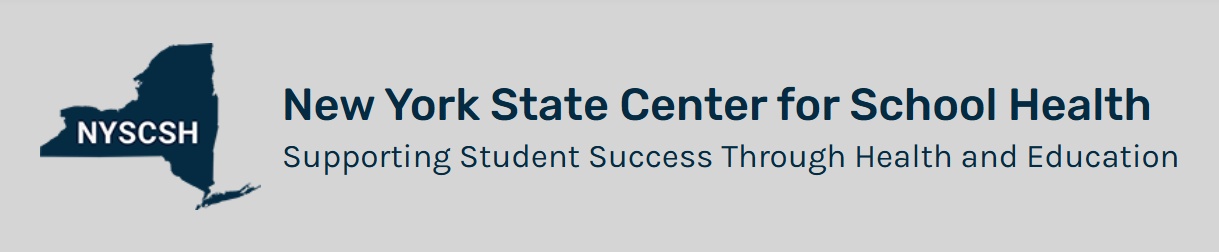 NYSCSH
New York State Center for School Health
Supporting Student Success Through Health and Education